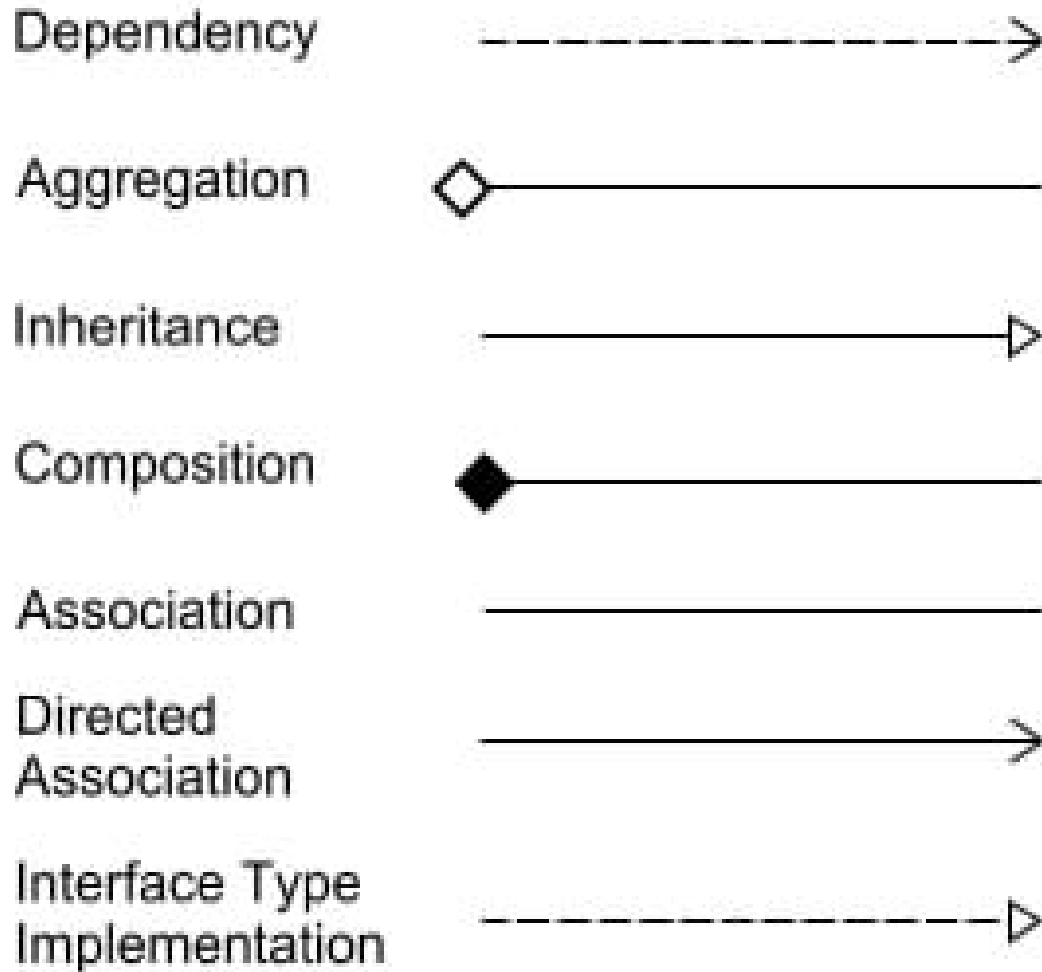 Dependency
Aggregation
Inheritance
Composition
Association
Directed
Association
Interface Type
Implementation